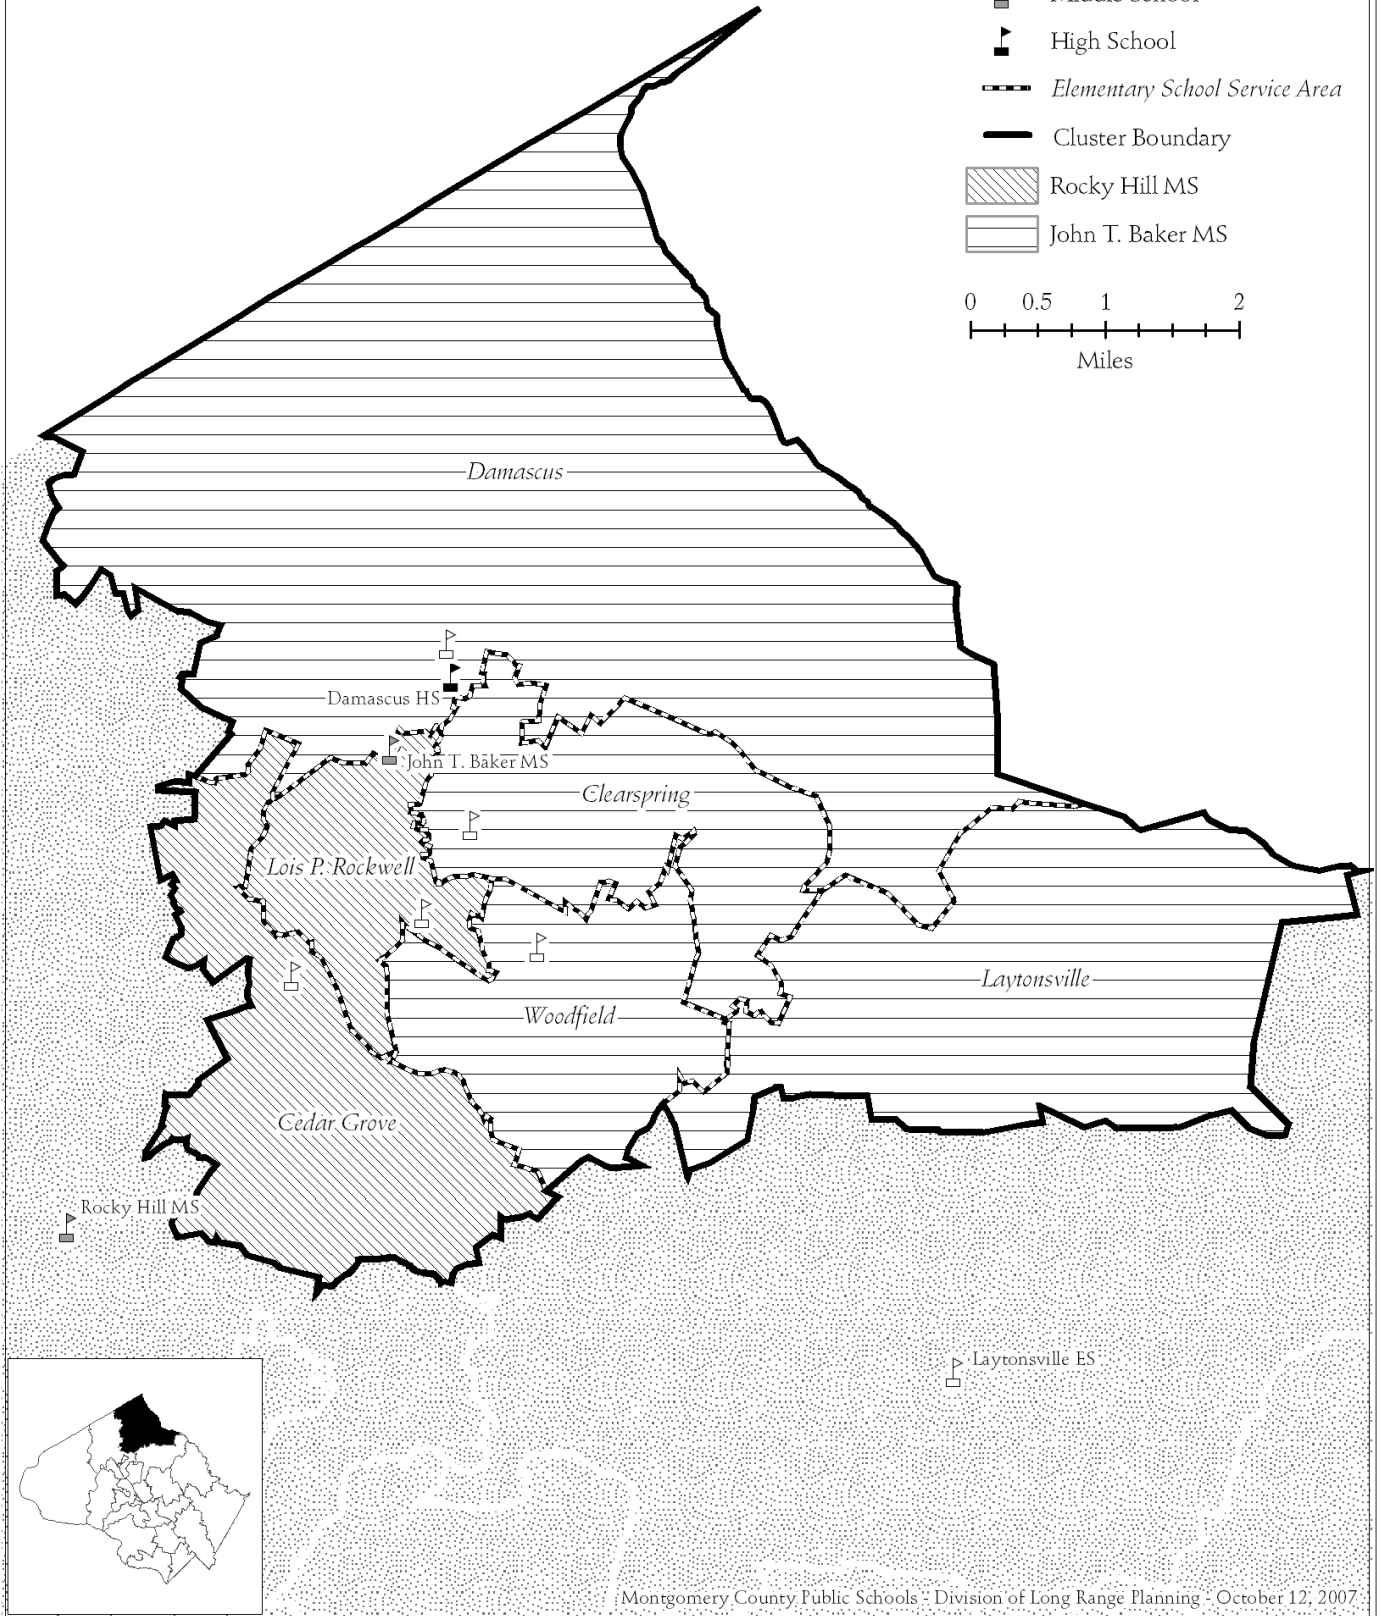 Middle School
High School
Elementary School Service Area
Cluster Boundary
Rocky Hill MS
John T. Baker MS
0 0.5 1 2
Miles
Damascus
Damascus HS
John T. Baker MS
Clearspring
Lois P. Rockwell
Laytonsville
Woodfield
Cedar Grove
Rocky Hill MS
Laytonsville ES
Montgomery County Public Schools - Division of Long Range Planning - October 12, 2007